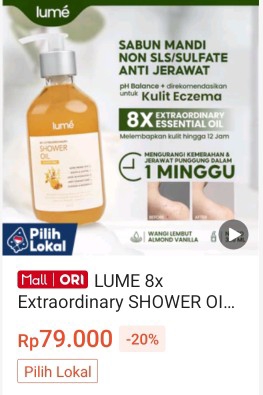 lumé
SABUN MANDI
NON SLS/SULFATE
ANTI JERAWAT
pH Balance + direkomendasikan
untuk Kulit Eczema
8X EXTRAORDINARY
ESSENTIAL OIL
Melembapkan kulit hingga 12 Jam
lumé
SHOWER
OIL
MENGURANGI KEMERAHAN &
JERAWAT PUNGGUNG DALAM
1 MINGGU
Pilih
Lokal
WANGI LEMBUT
ALMOND VANILLA
Mall | ORI LUME 8x
Extraordinary SHOWER OI...
Rp79.000 -20%
Pilih Lokal